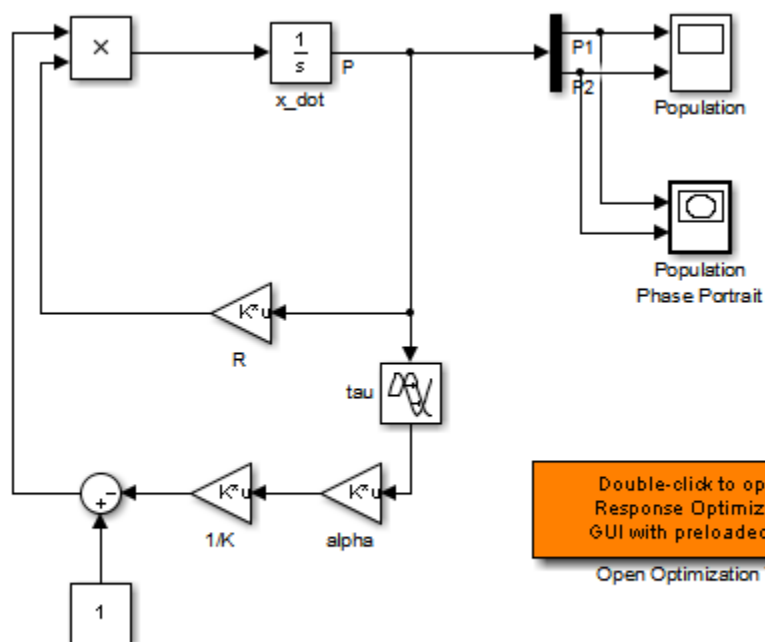 ×
1
s
P
x_dot
P1
P2
Population
Population
Phase Portrait
K*u
R
tau
K*u
K*u
-
+
1/K
alpha
1
Double-click to op
Response Optimiz
GUI with preloaded
Open Optimization